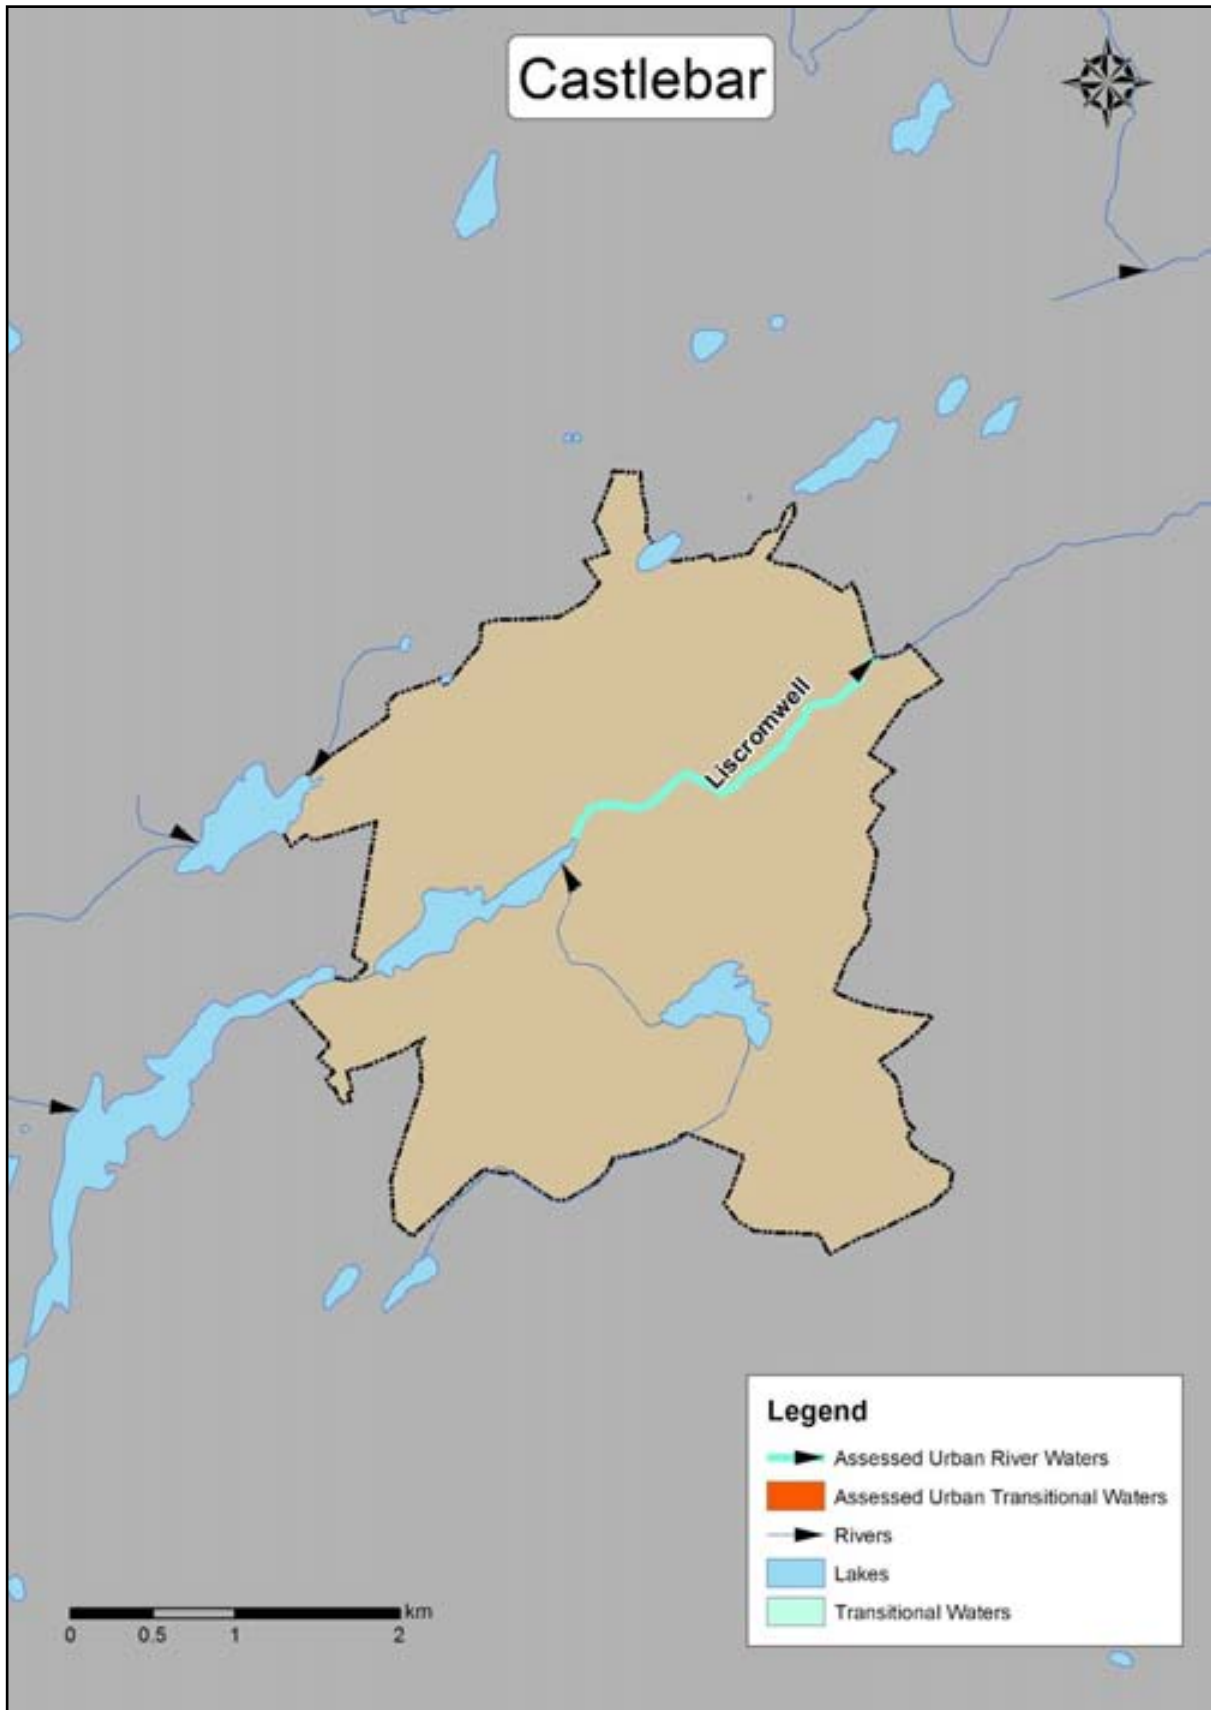 Castlebar
Liscromwell
Legend
Assessed Urban River Waters
Assessed Urban Transitional Waters
Rivers
Lakes
Transitional Waters
km
0 0.5 1 2